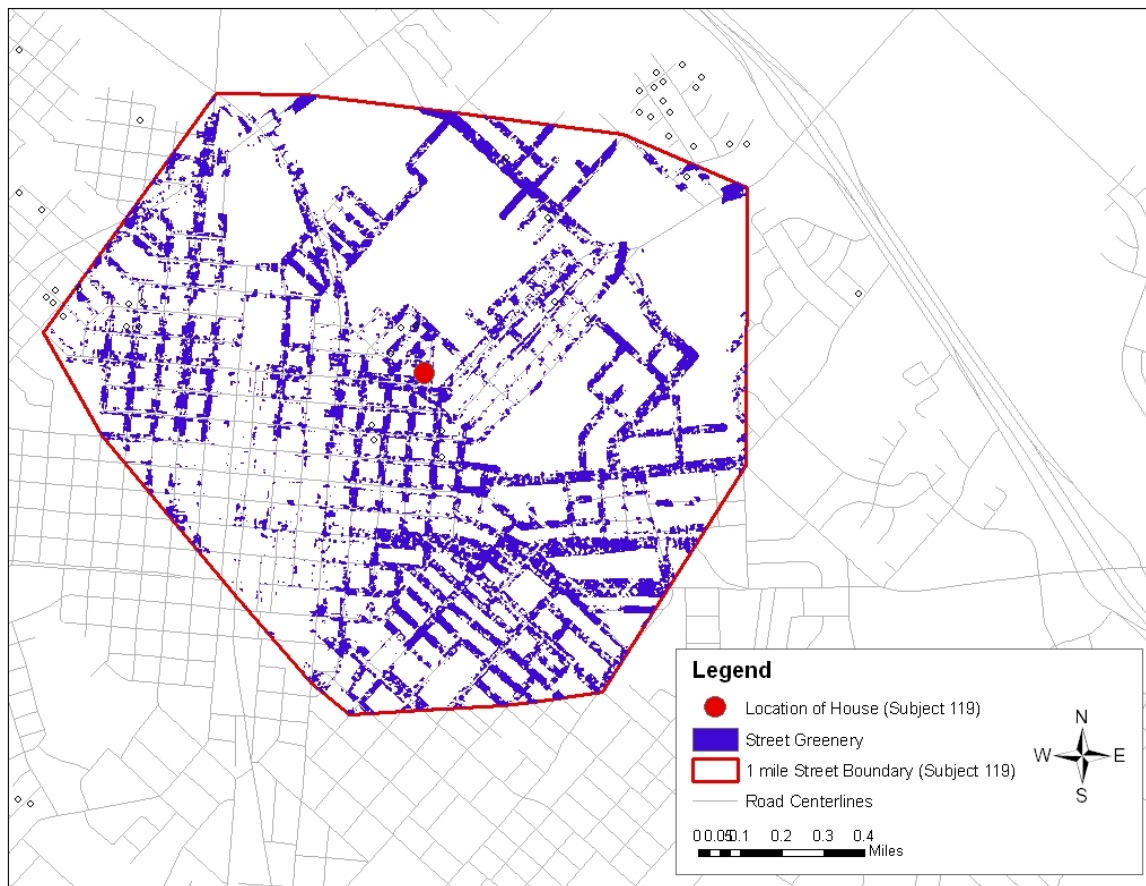 Legend
Location of House (Subject 119)
Street Greenery
1 mile Street Boundary (Subject 119)
Road Centerlines
N
W E
S
0 0.05 0.1 0.2 0.3 0.4
Miles